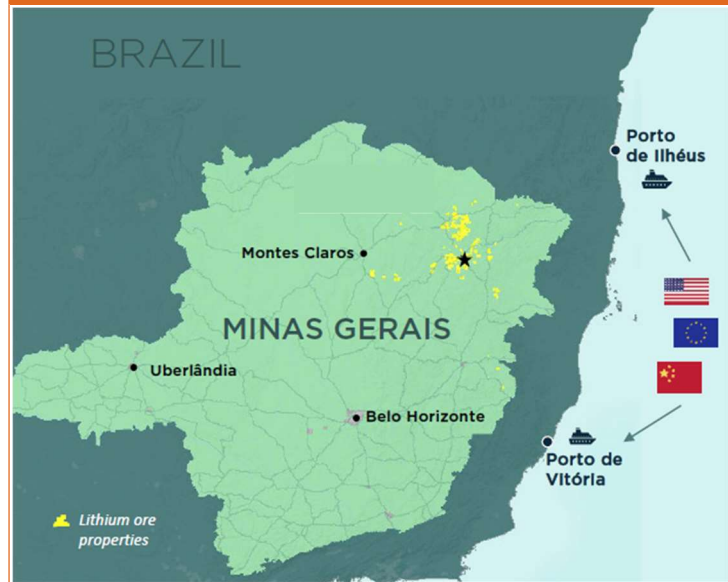 BRAZIL
Porto
de Ilhéus
Montes Claros
MINAS GERAIS
Uberlândia
Belo Horizonte
Porto de
Vitória
Lithium ore
properties